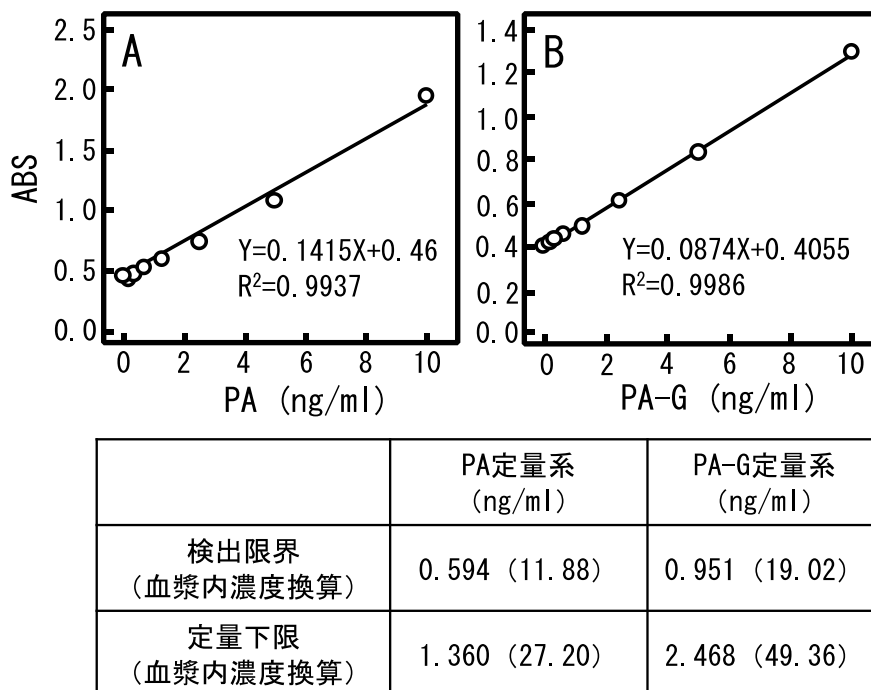 A
2.5
2.0
1.5
1.0
0.5
0.0
ABS
Y=0.1415X+0.46
R²=0.9937
0 2 4 6 8 10
PA (ng/ml)
B
1.4
1.2
1.0
0.8
0.6
0.4
0.2
0.0
Y=0.0874X+0.4055
R²=0.9986
0 2 4 6 8 10
PA-G (ng/ml)
PA定量系
(ng/ml)
PA-G定量系
(ng/ml)
検出限界
(血漿内濃度換算)
0.594 (11.88)
0.951 (19.02)
定量下限
(血漿内濃度換算)
1.360 (27.20)
2.468 (49.36)